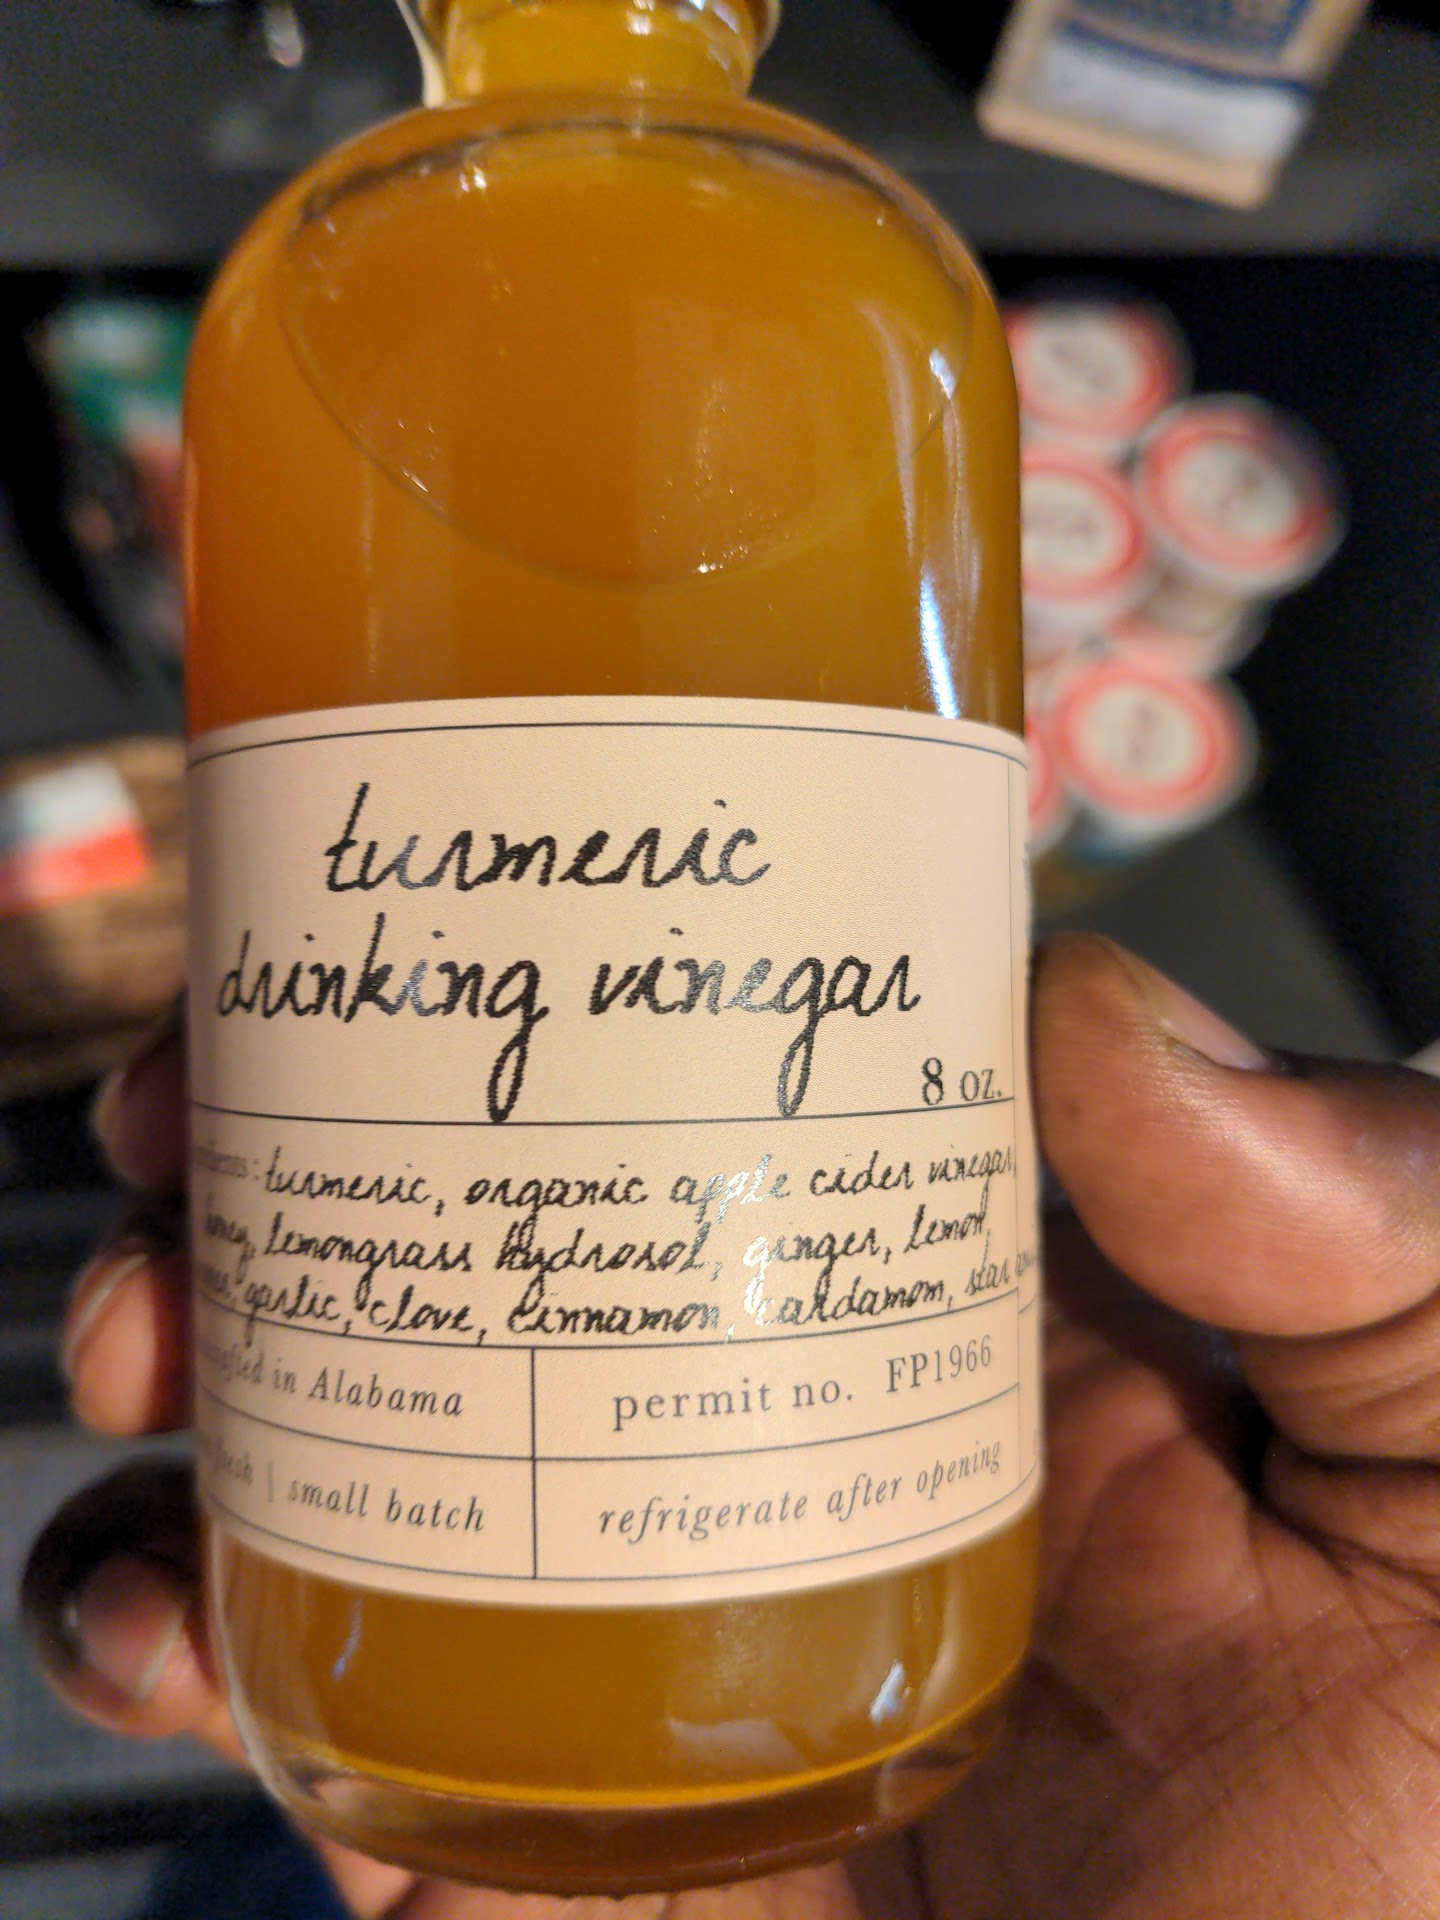 turmeric
drinking vinegar
8 oz.
turmeric, organic apple cider vinegar,
honey, lemongrass hydrosol, ginger, lemon,
garlic, clove, cinnamon, cardamom, star
in Alabama
permit no. FP1966
fresh | small batch
refrigerate after opening